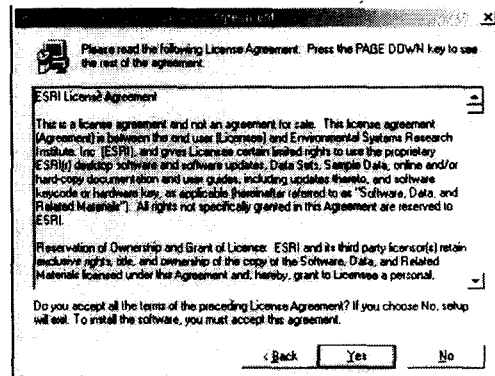 Please read the following License Agreement. Press the PAGE DOWN key to see
the rest of the agreement.
ESRI License Agreement
This is a license agreement and not an agreement for sale. This license agreement
(Agreement) is between the end user (Licensee) and Environmental Systems Research
Institute, Inc. (ESRI), and gives Licensee certain limited rights to use the proprietary
ESRI(r) desktop software and software updates, Data Sets, Sample Data, online and/or
hard-copy documentation and user guides, including updates thereto, and software
keycode or hardware key, as applicable (hereinafter referred to as "Software, Data, and
Related Materials"). All rights not specifically granted in this Agreement are reserved to
ESRI.
Reservation of Ownership and Grant of License: ESRI and its third party licensor(s) retain
exclusive rights, title, and ownership of the copy of the Software, Data, and Related
Materials licensed under this Agreement and, hereby, grant to Licensee a personal,
Do you accept all the terms of the preceding License Agreement? If you choose No, setup
will exit. To install the software, you must accept this agreement.
< Back Yes No